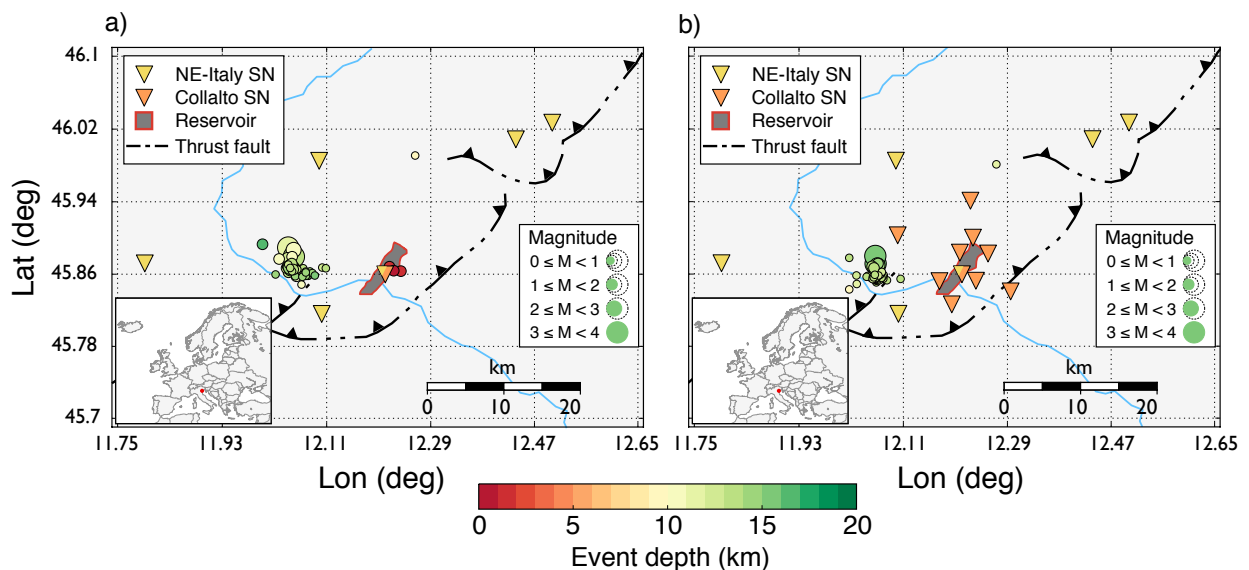 a)
46.1
46.02
45.94
45.86
45.78
45.7
Lat (deg)
NE-Italy SN
Collalto SN
Reservoir
Thrust fault
Magnitude
0 ≤ M < 1
1 ≤ M < 2
2 ≤ M < 3
3 ≤ M < 4
km
0 10 20
11.75 11.93 12.11 12.29 12.47 12.65
Lon (deg)
b)
NE-Italy SN
Collalto SN
Reservoir
Thrust fault
Magnitude
0 ≤ M < 1
1 ≤ M < 2
2 ≤ M < 3
3 ≤ M < 4
km
0 10 20
11.75 11.93 12.11 12.29 12.47 12.65
Lon (deg)
0 5 10 15 20
Event depth (km)